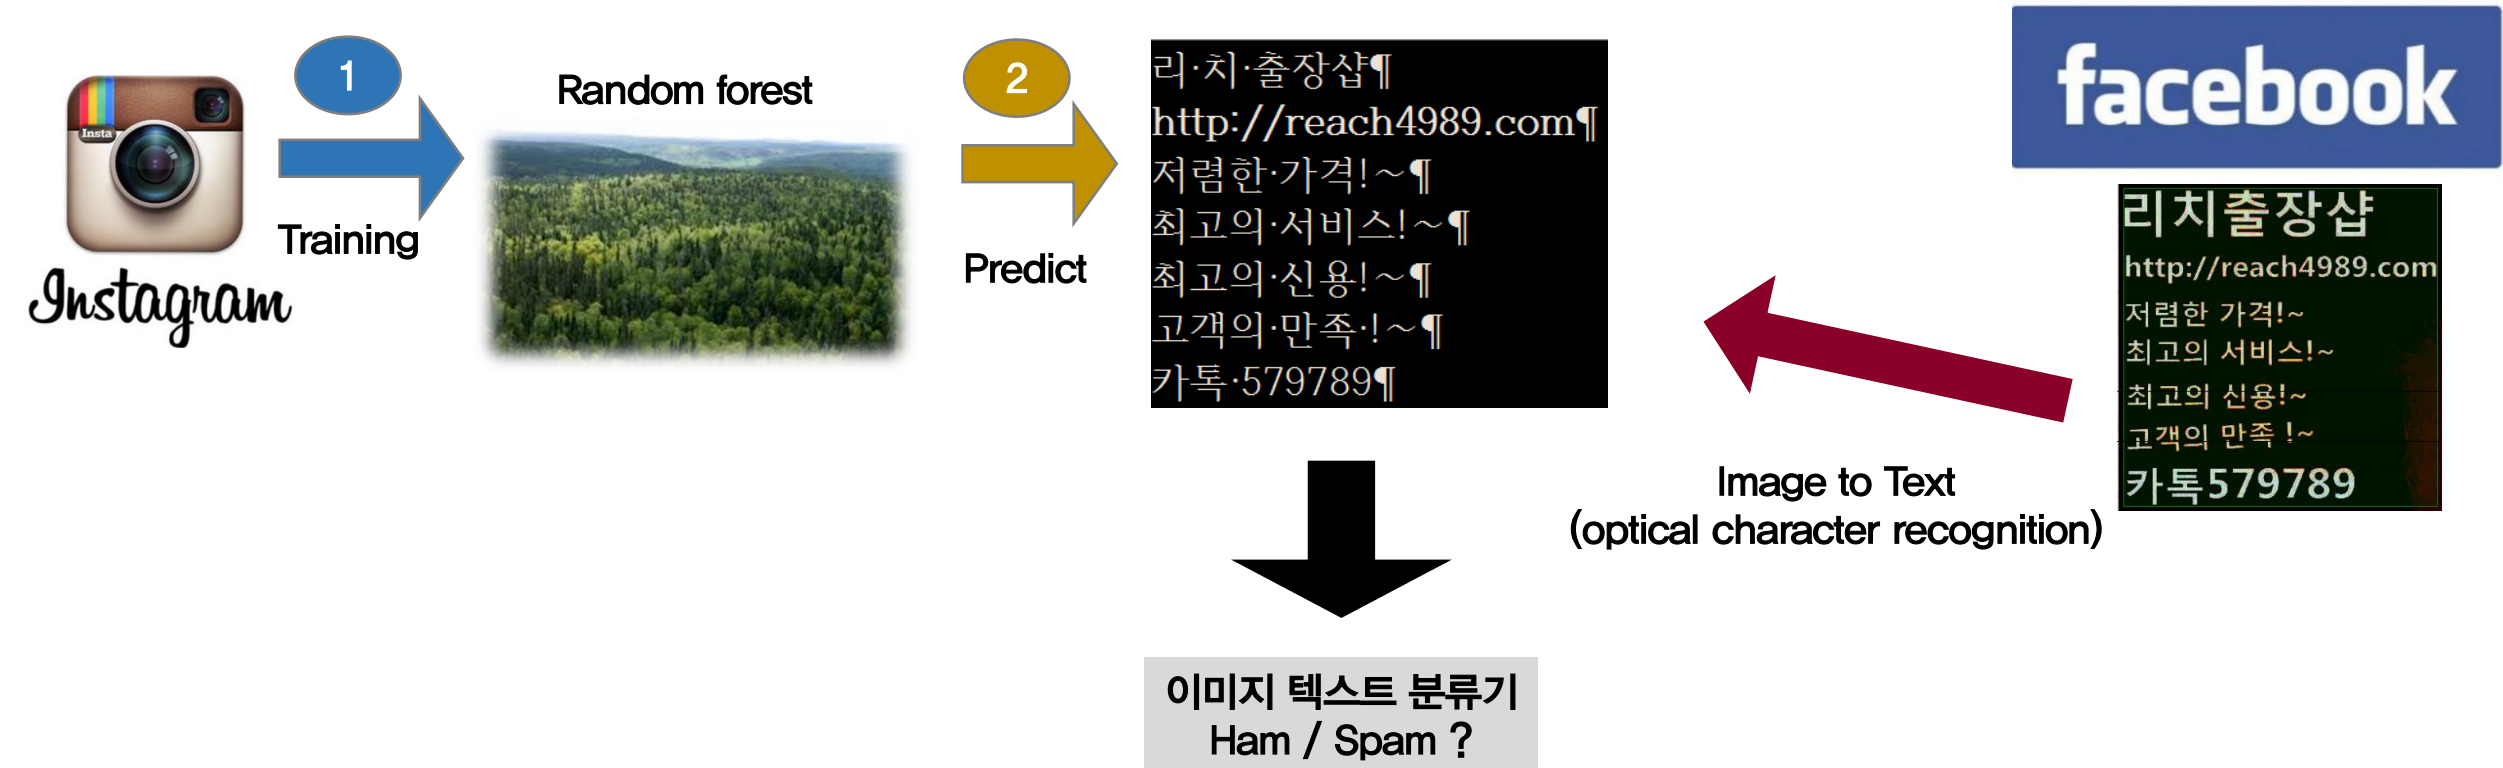 Insta
Instagram
1
Training
Random forest
2
Predict
리·치·출장샵¶
http://reach4989.com¶
저렴한·가격!~¶
최고의·서비스!~¶
최고의·신용!~¶
고객의·만족·!~¶
카톡·579789¶
facebook
리치출장샵
http://reach4989.com
저렴한 가격!~
최고의 서비스!~
최고의 신용!~
고객의 만족 !~
카톡579789
Image to Text
(optical character recognition)
이미지 텍스트 분류기
Ham / Spam ?